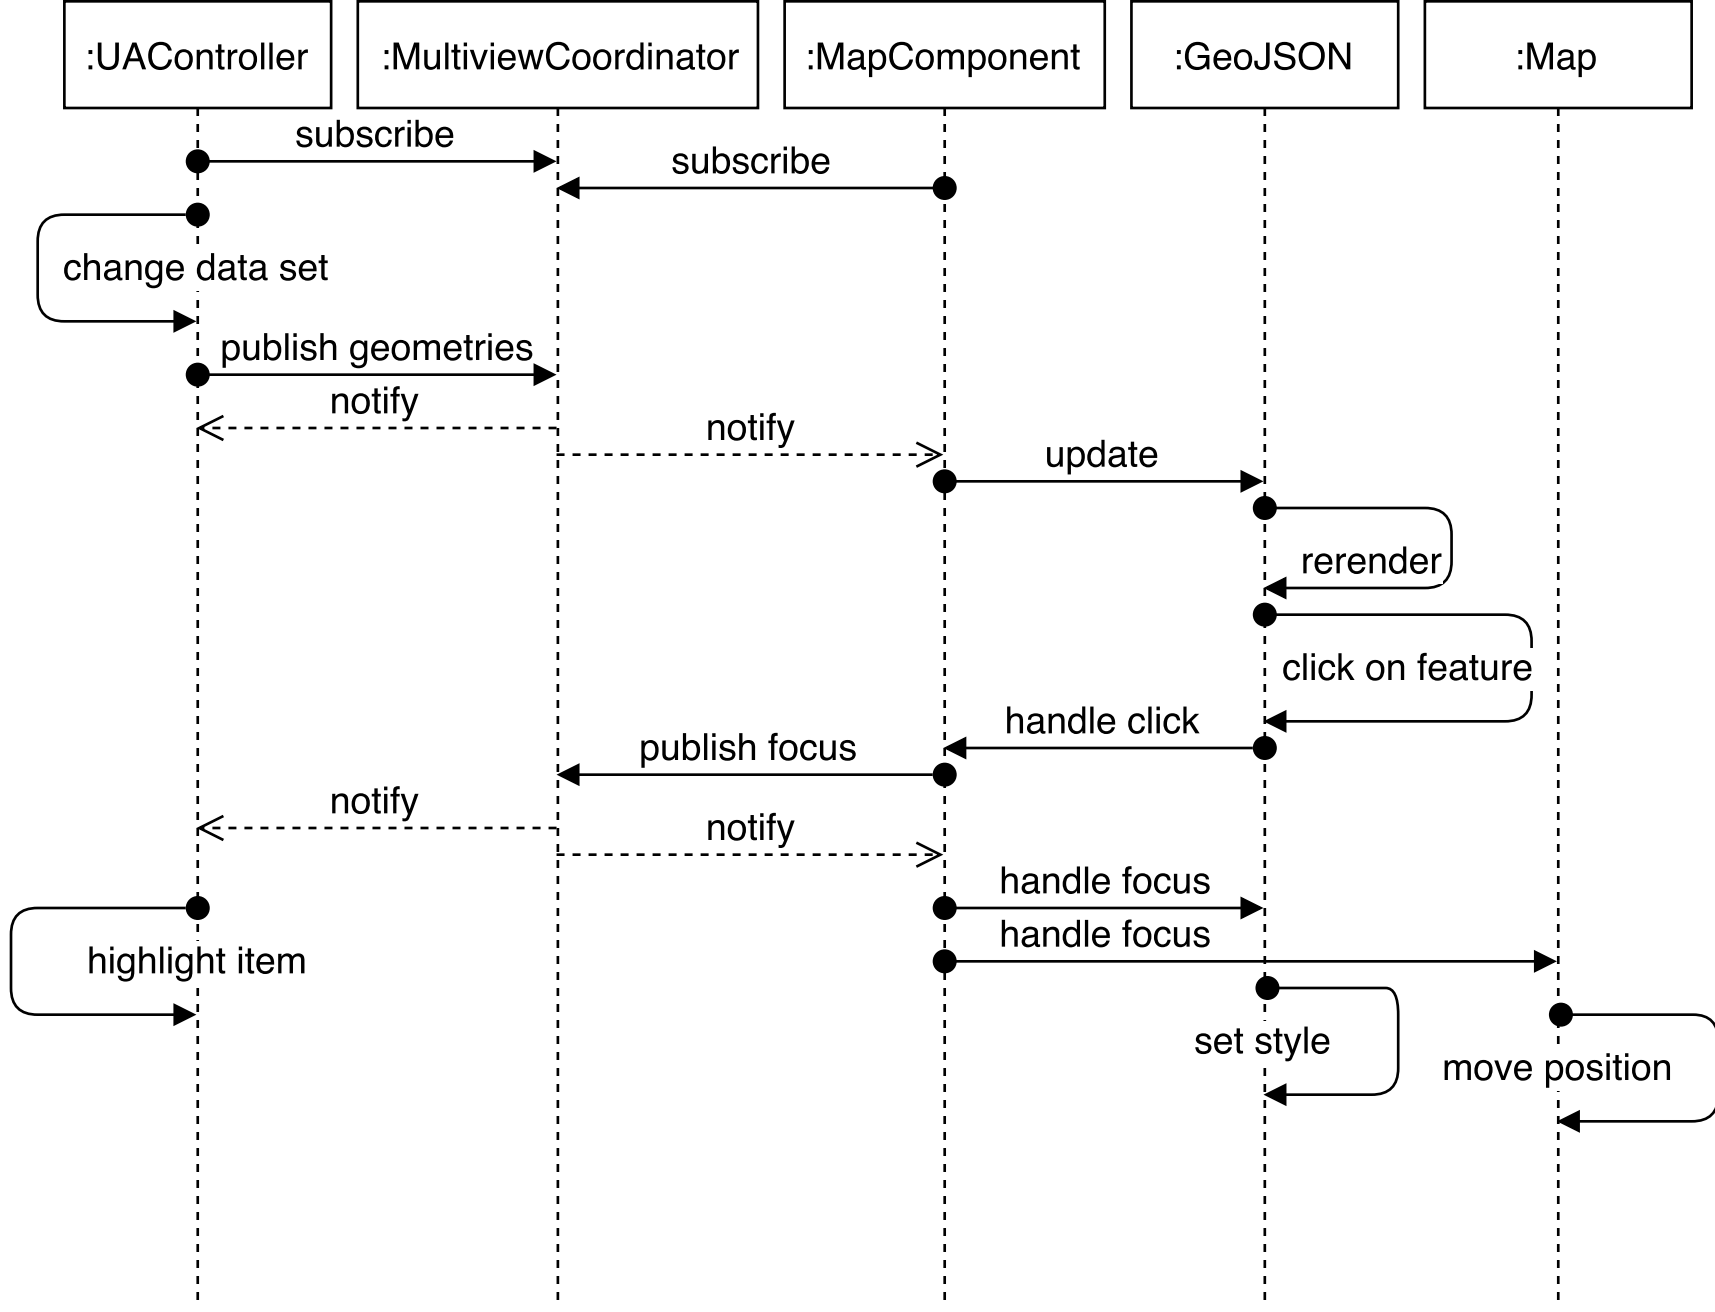 :UAController
:MultiviewCoordinator
:MapComponent
:GeoJSON
:Map
subscribe
subscribe
change data set
publish geometries
notify
notify
update
rerender
click on feature
handle click
publish focus
notify
notify
handle focus
handle focus
highlight item
set style
move position